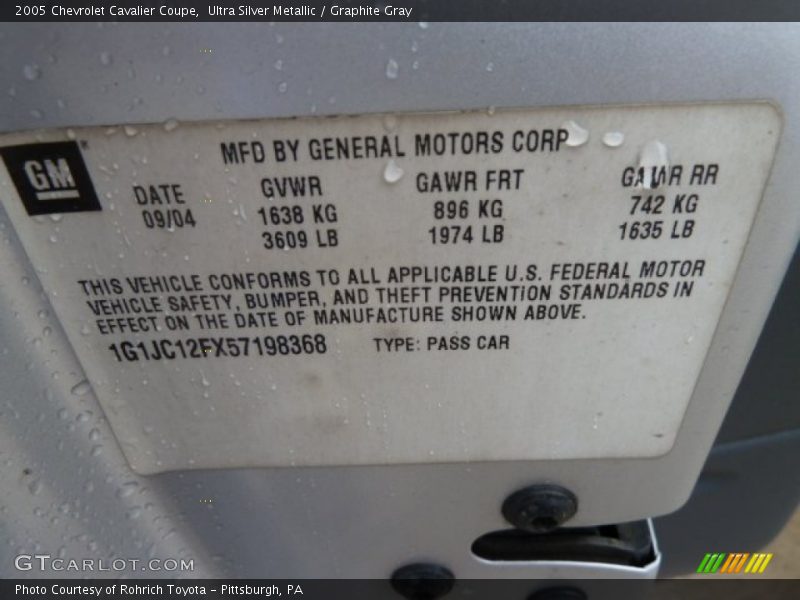 2005 Chevrolet Cavalier Coupe,  Ultra Silver Metallic / Graphite Gray
GM
MFD BY GENERAL MOTORS CORP
DATE GVWR GAWR FRT GAWR RR
09/04 1638 KG 896 KG 742 KG
3609 LB 1974 LB 1635 LB
THIS VEHICLE CONFORMS TO ALL APPLICABLE U.S. FEDERAL MOTOR
VEHICLE SAFETY, BUMPER, AND THEFT PREVENTION STANDARDS IN
EFFECT ON THE DATE OF MANUFACTURE SHOWN ABOVE.
1G1JC12FX57198368 TYPE: PASS CAR
GTCARLOT.COM
Photo Courtesy of Rohrich Toyota - Pittsburgh, PA